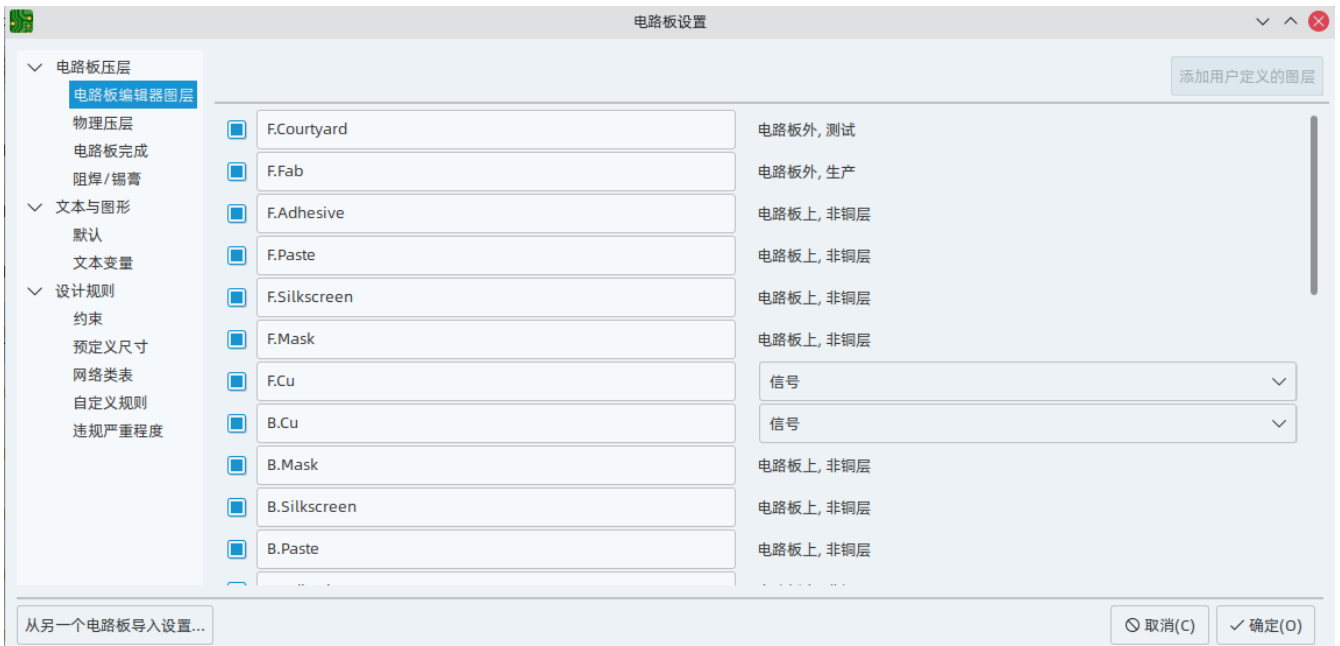 电路板设置
电路板压层
电路板编辑器图层
物理压层
电路板完成
阻焊/锡膏
文本与图形
默认
文本变量
设计规则
约束
预定义尺寸
网络类表
自定义规则
违规严重程度
添加用户定义的图层
F.Courtyard 电路板外, 测试
F.Fab 电路板外, 生产
F.Adhesive 电路板上, 非铜层
F.Paste 电路板上, 非铜层
F.Silkscreen 电路板上, 非铜层
F.Mask 电路板上, 非铜层
F.Cu 信号
B.Cu 信号
B.Mask 电路板上, 非铜层
B.Silkscreen 电路板上, 非铜层
B.Paste 电路板上, 非铜层
从另一个电路板导入设置...
取消(C)
确定(O)